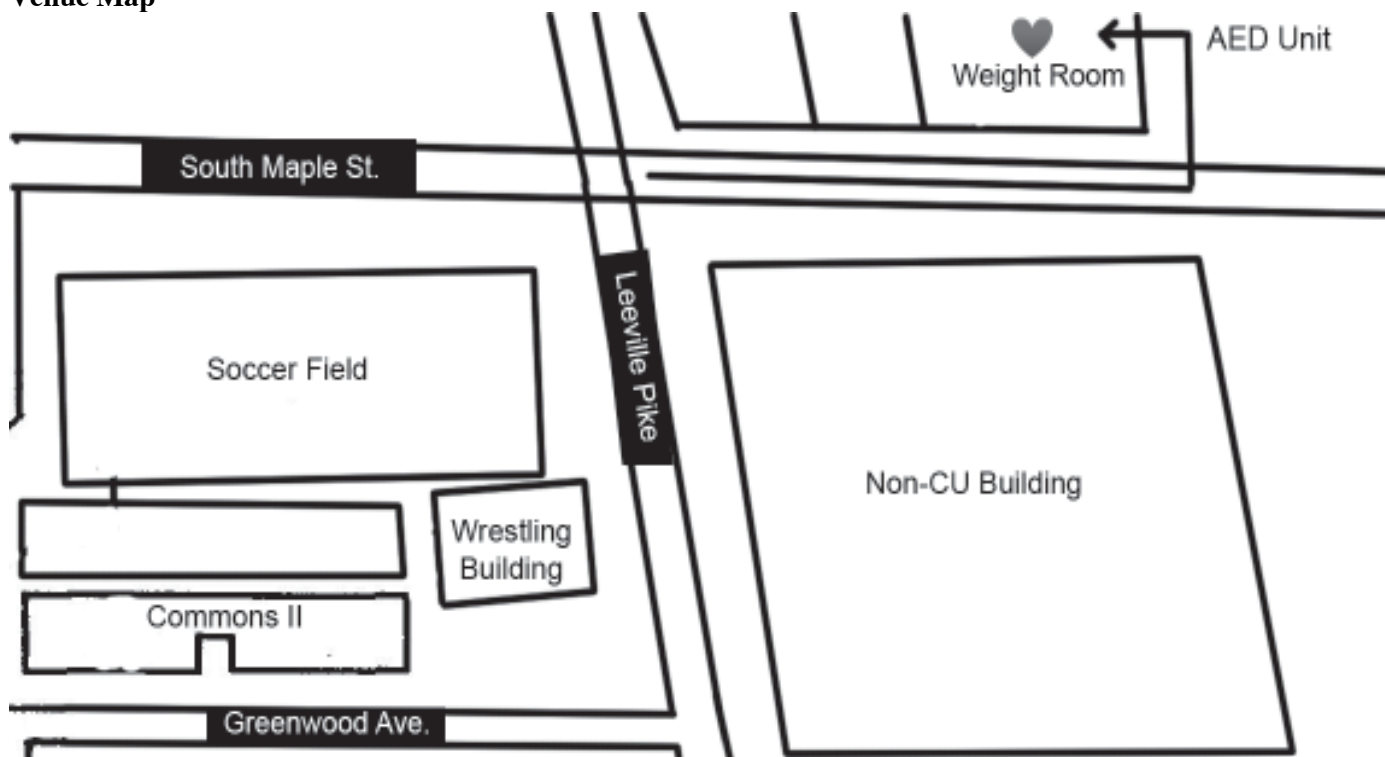 Venue Map
AED Unit
Weight Room
South Maple St.
Leeville Pike
Soccer Field
Non-CU Building
Wrestling
Building
Commons II
Greenwood Ave.